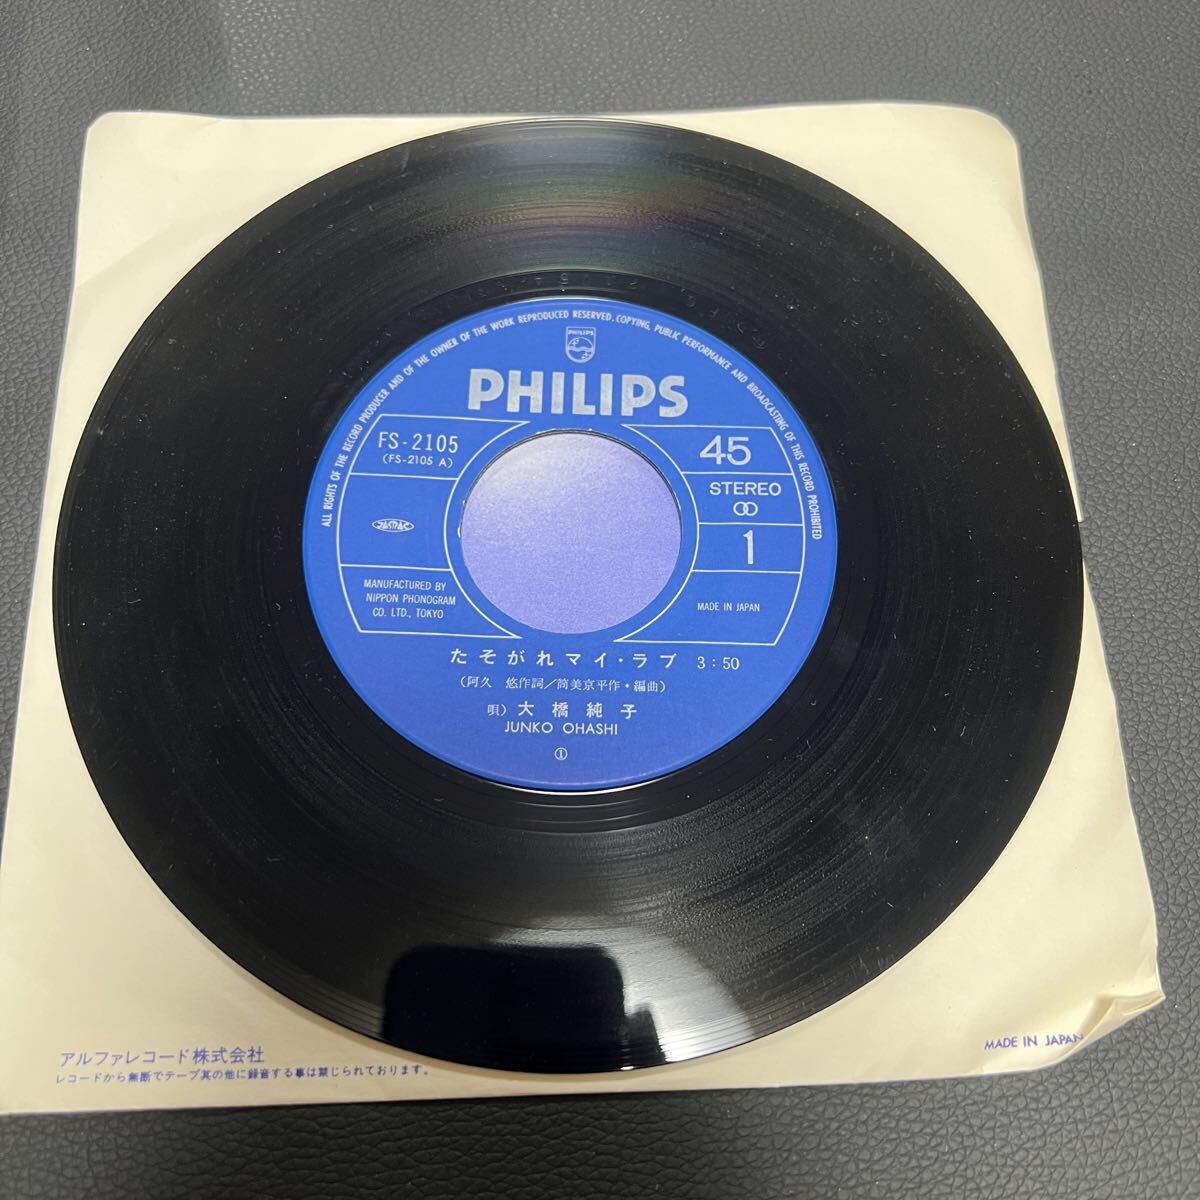 ALL RIGHTS OF THE RECORD PRODUCER AND OF THE OWNER OF THE WORK REPRODUCED RESERVED. COPYING, PUBLIC PERFORMANCE AND BROADCASTING OF THIS RECORD PROHIBITED
PHILIPS
PHILIPS
FS-2105
(FS-2105 A)
45
STEREO
JASRAC
1
MANUFACTURED BY
NIPPON PHONOGRAM
CO. LTD., TOKYO
MADE IN JAPAN
たそがれマイ・ラブ 3:50
(阿久 悠作詞/筒美京平作・編曲)
唄) 大橋純子
JUNKO OHASHI
①
アルファレコード株式会社
レコードから無断でテープ其の他に録音する事は禁じられております。
MADE IN JAPAN